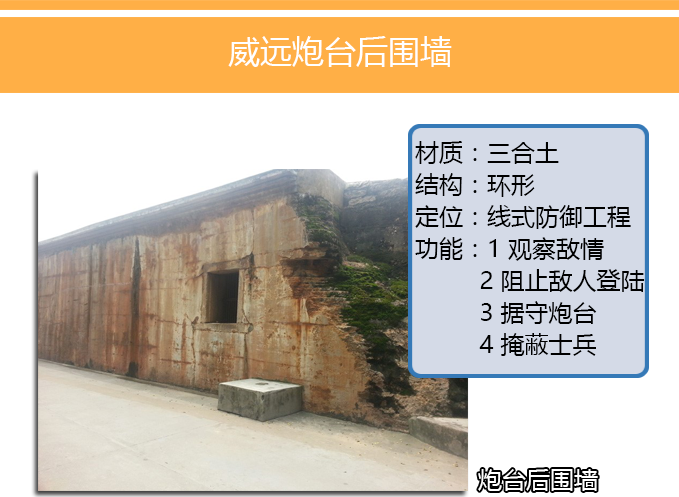 威远炮台后围墙
材质：三合土
结构：环形
定位：线式防御工程
功能：1 观察敌情
2 阻止敌人登陆
3 据守炮台
4 掩蔽士兵
炮台后围墙